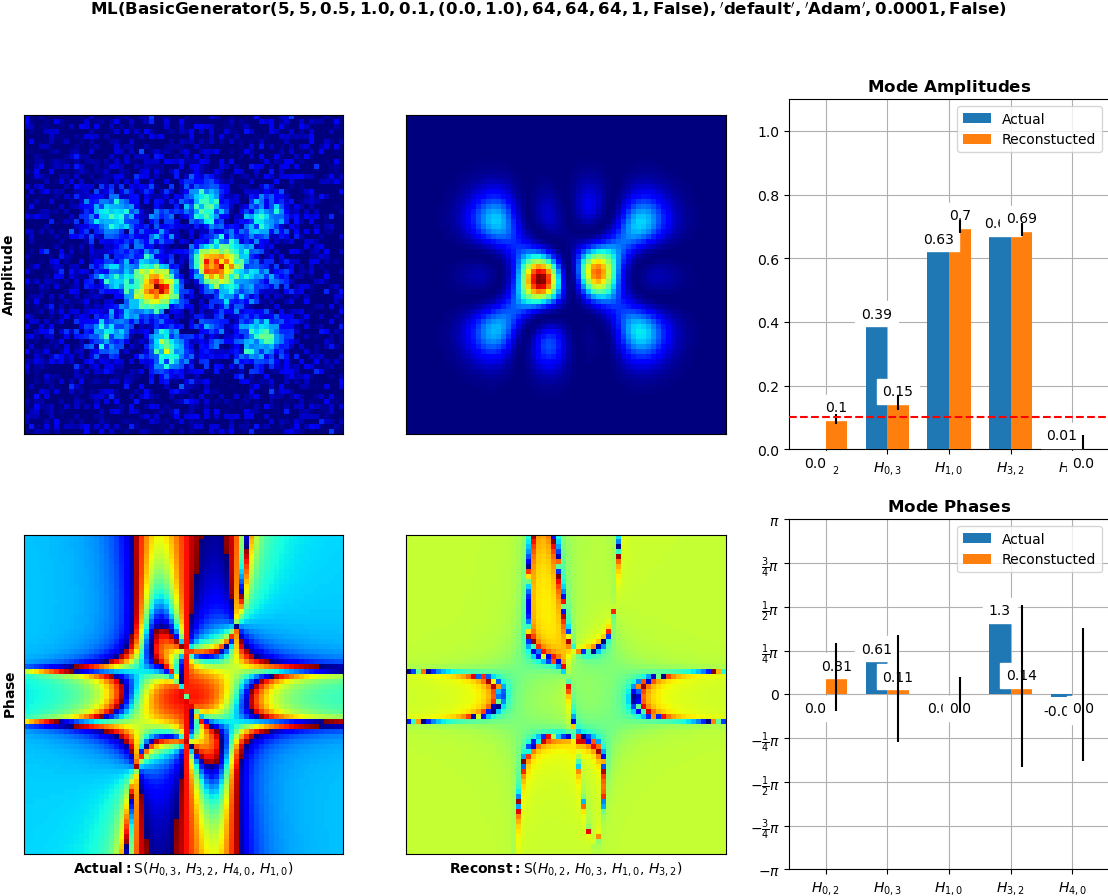 ML(BasicGenerator(5, 5, 0.5, 1.0, 0.1, (0.0, 1.0), 64, 64, 64, 1, False), ′default′, ′Adam′, 0.0001, False)
Mode Amplitudes
Amplitude
Actual
Reconstucted
1.0
0.8
0.6
0.4
0.2
0.0
0.1
0.39
0.15
0.63
0.7
0.69
0.01
0.0
0.0
2
H0,3
H1,0
H3,2
Mode Phases
Phase
Actual
Reconstucted
π
3/4π
1/2π
1/4π
0
−1/4π
−1/2π
−3/4π
−π
0.0
0.31
0.61
0.11
1.3
0.14
H0,2
H0,3
H1,0
H3,2
H4,0
Actual: S(H0,3, H3,2, H4,0, H1,0)
Reconst: S(H0,2, H0,3, H1,0, H3,2)